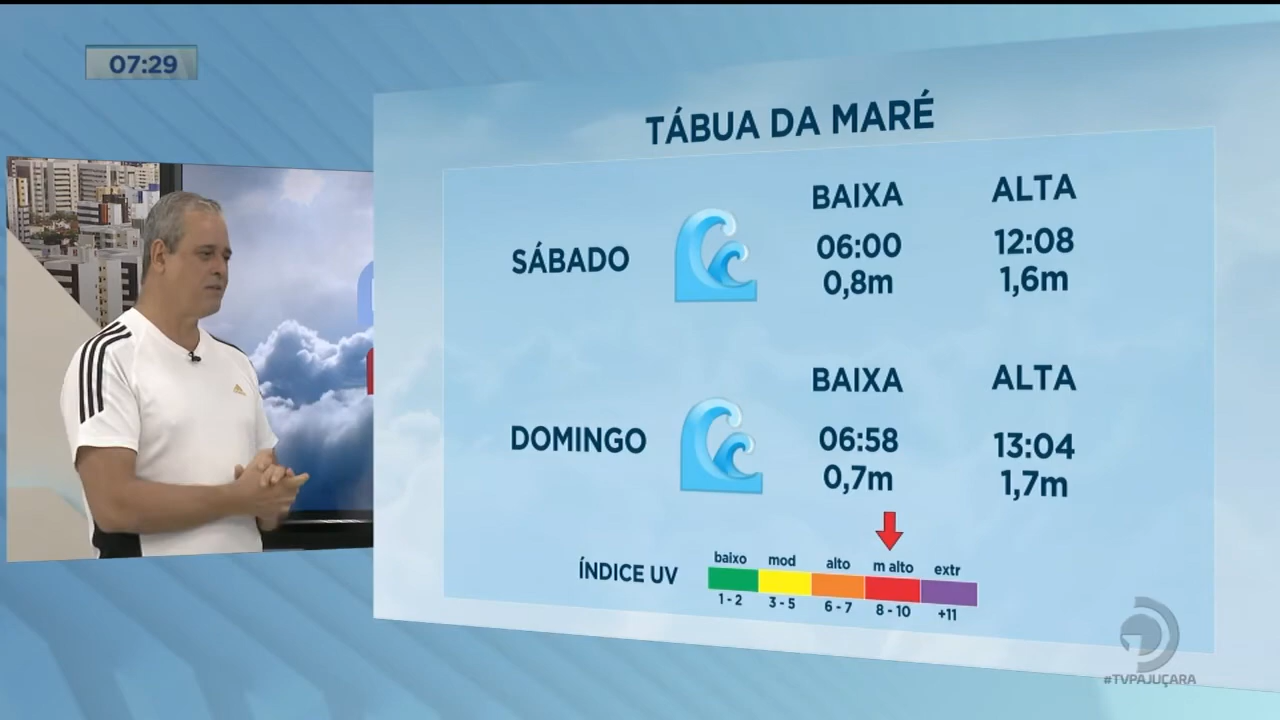 07:29
TÁBUA DA MARÉ
BAIXA ALTA
SÁBADO
06:00 12:08
0,8m 1,6m
BAIXA ALTA
DOMINGO
06:58 13:04
0,7m 1,7m
baixo mod alto m alto extr
ÍNDICE UV
1 - 2 3 - 5 6 - 7 8 - 10 +11
#TVPAJUÇARA